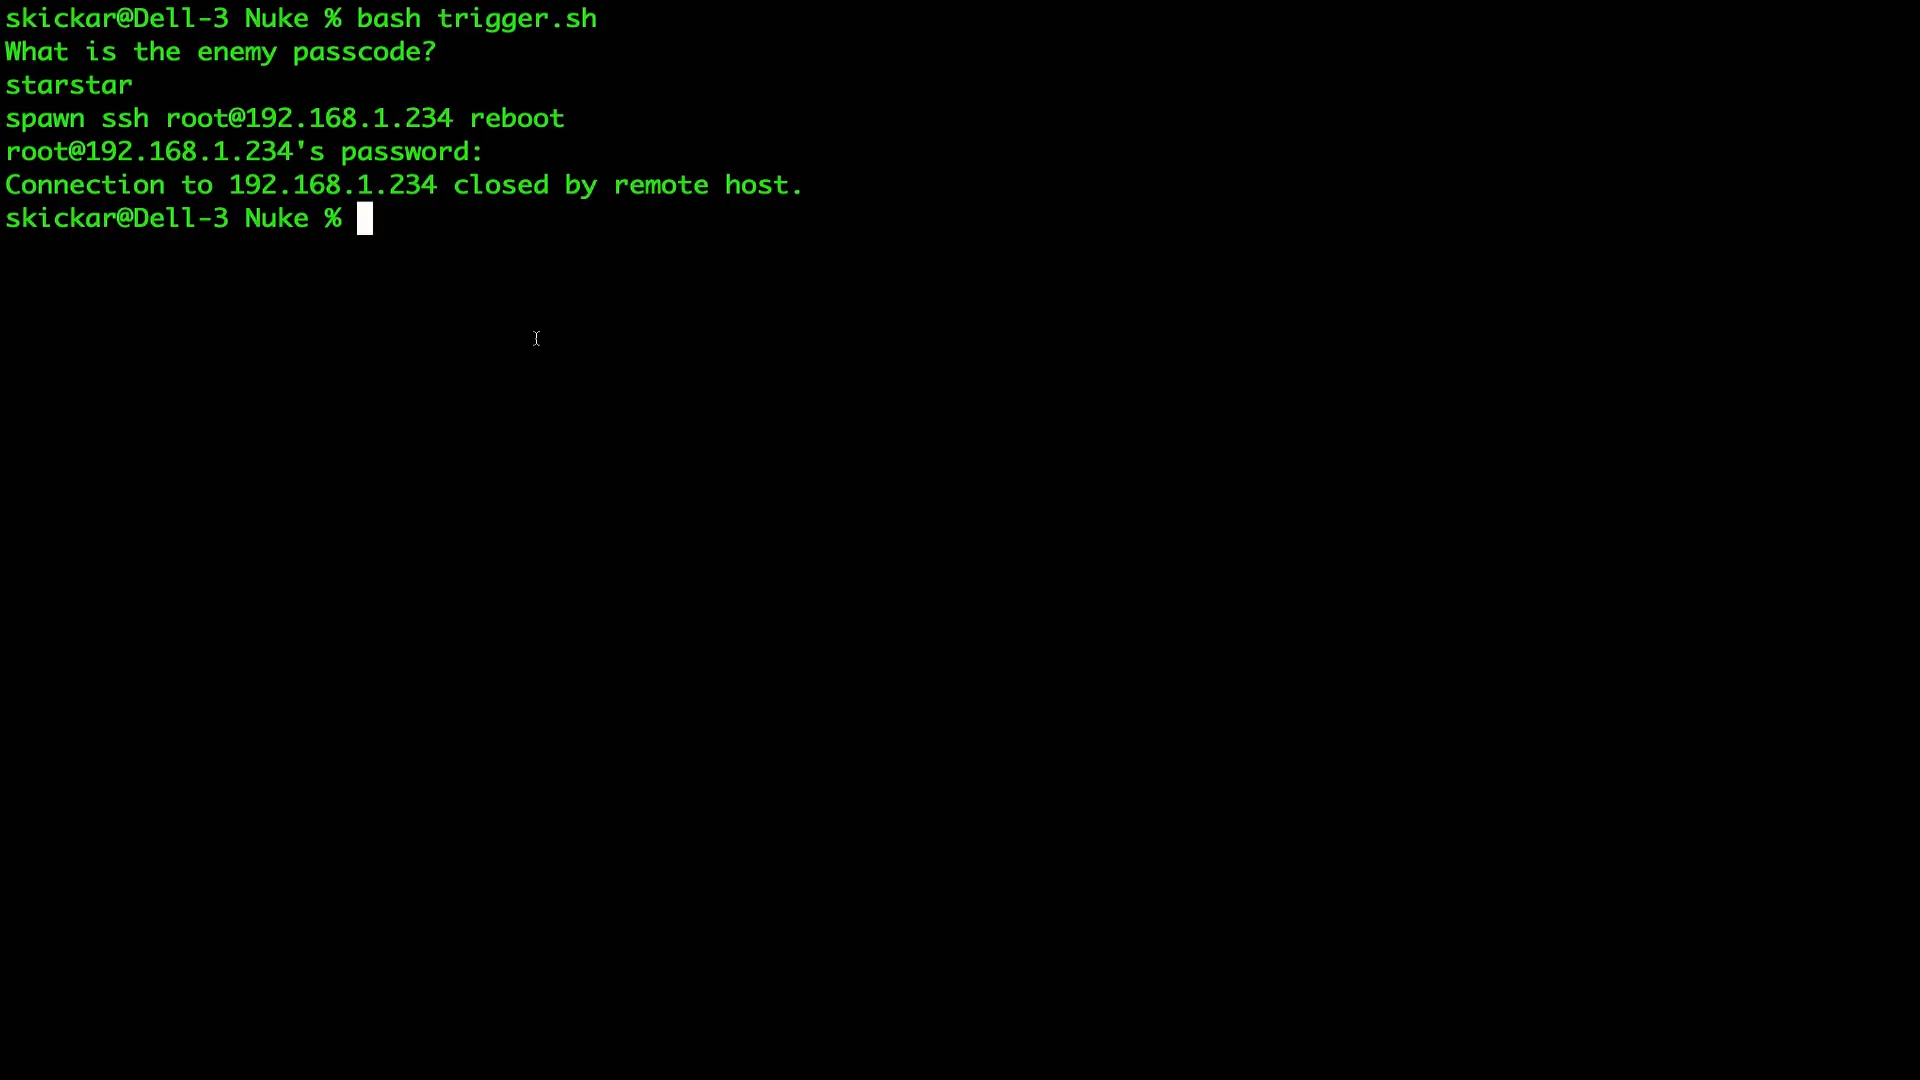 skickar@Dell-3 Nuke % bash trigger.sh
What is the enemy passcode?
starstar
spawn ssh root@192.168.1.234 reboot
root@192.168.1.234's password:
Connection to 192.168.1.234 closed by remote host.
skickar@Dell-3 Nuke %